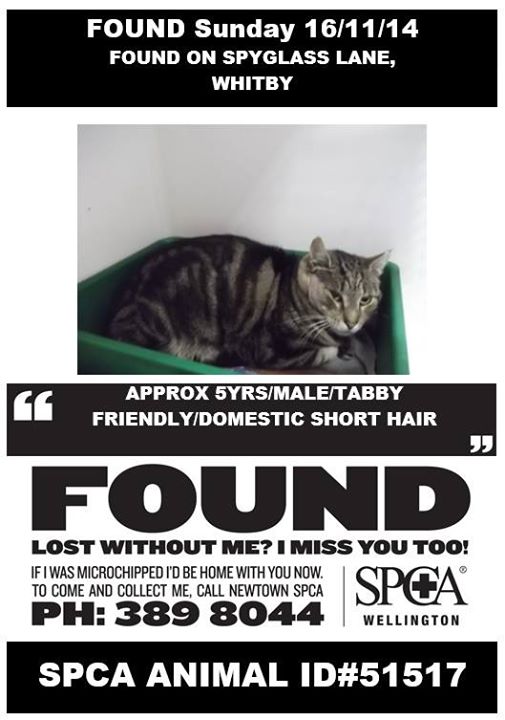 FOUND Sunday 16/11/14
FOUND ON SPYGLASS LANE,
WHITBY
“
APPROX 5YRS/MALE/TABBY
FRIENDLY/DOMESTIC SHORT HAIR
”
FOUND
LOST WITHOUT ME? I MISS YOU TOO!
IF I WAS MICROCHIPPED I'D BE HOME WITH YOU NOW.
TO COME AND COLLECT ME, CALL NEWTOWN SPCA
PH: 389 8044
SPCA®
WELLINGTON
SPCA ANIMAL ID#51517